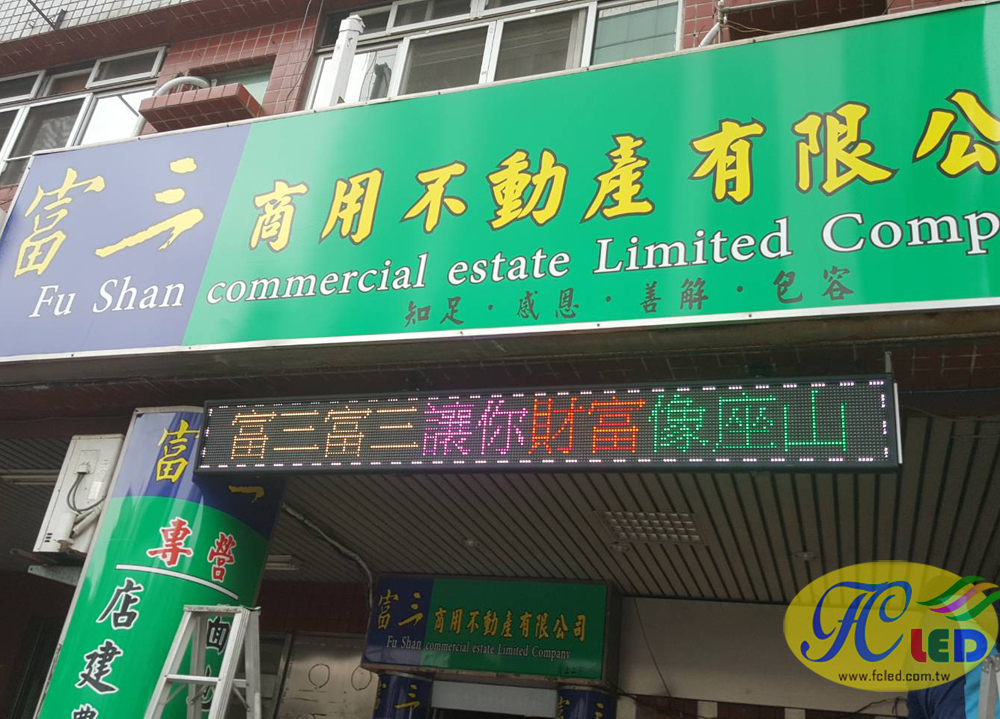 富三 商用不動產有限公
Fu Shan commercial estate Limited Comp
知足·感恩·善解·包容
富三富三讓你財富像座山
富三
專營
店面
建
農
富三 商用不動產有限公司
Fu Shan commercial estate Limited Company
FC LED
www.fcled.com.tw